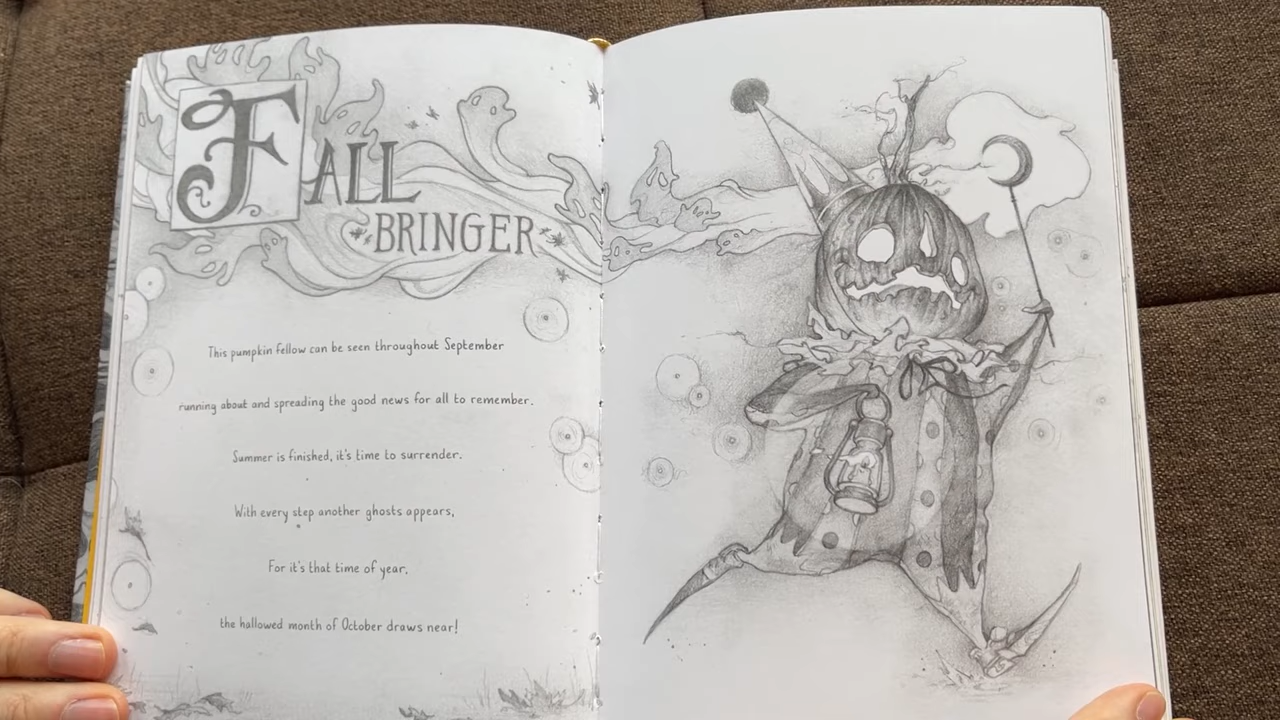 FALL
BRINGER
This pumpkin fellow can be seen throughout September
running about and spreading the good news for all to remember.
Summer is finished, it's time to surrender.
With every step another ghosts appears,
For it's that time of year,
the hallowed month of October draws near!